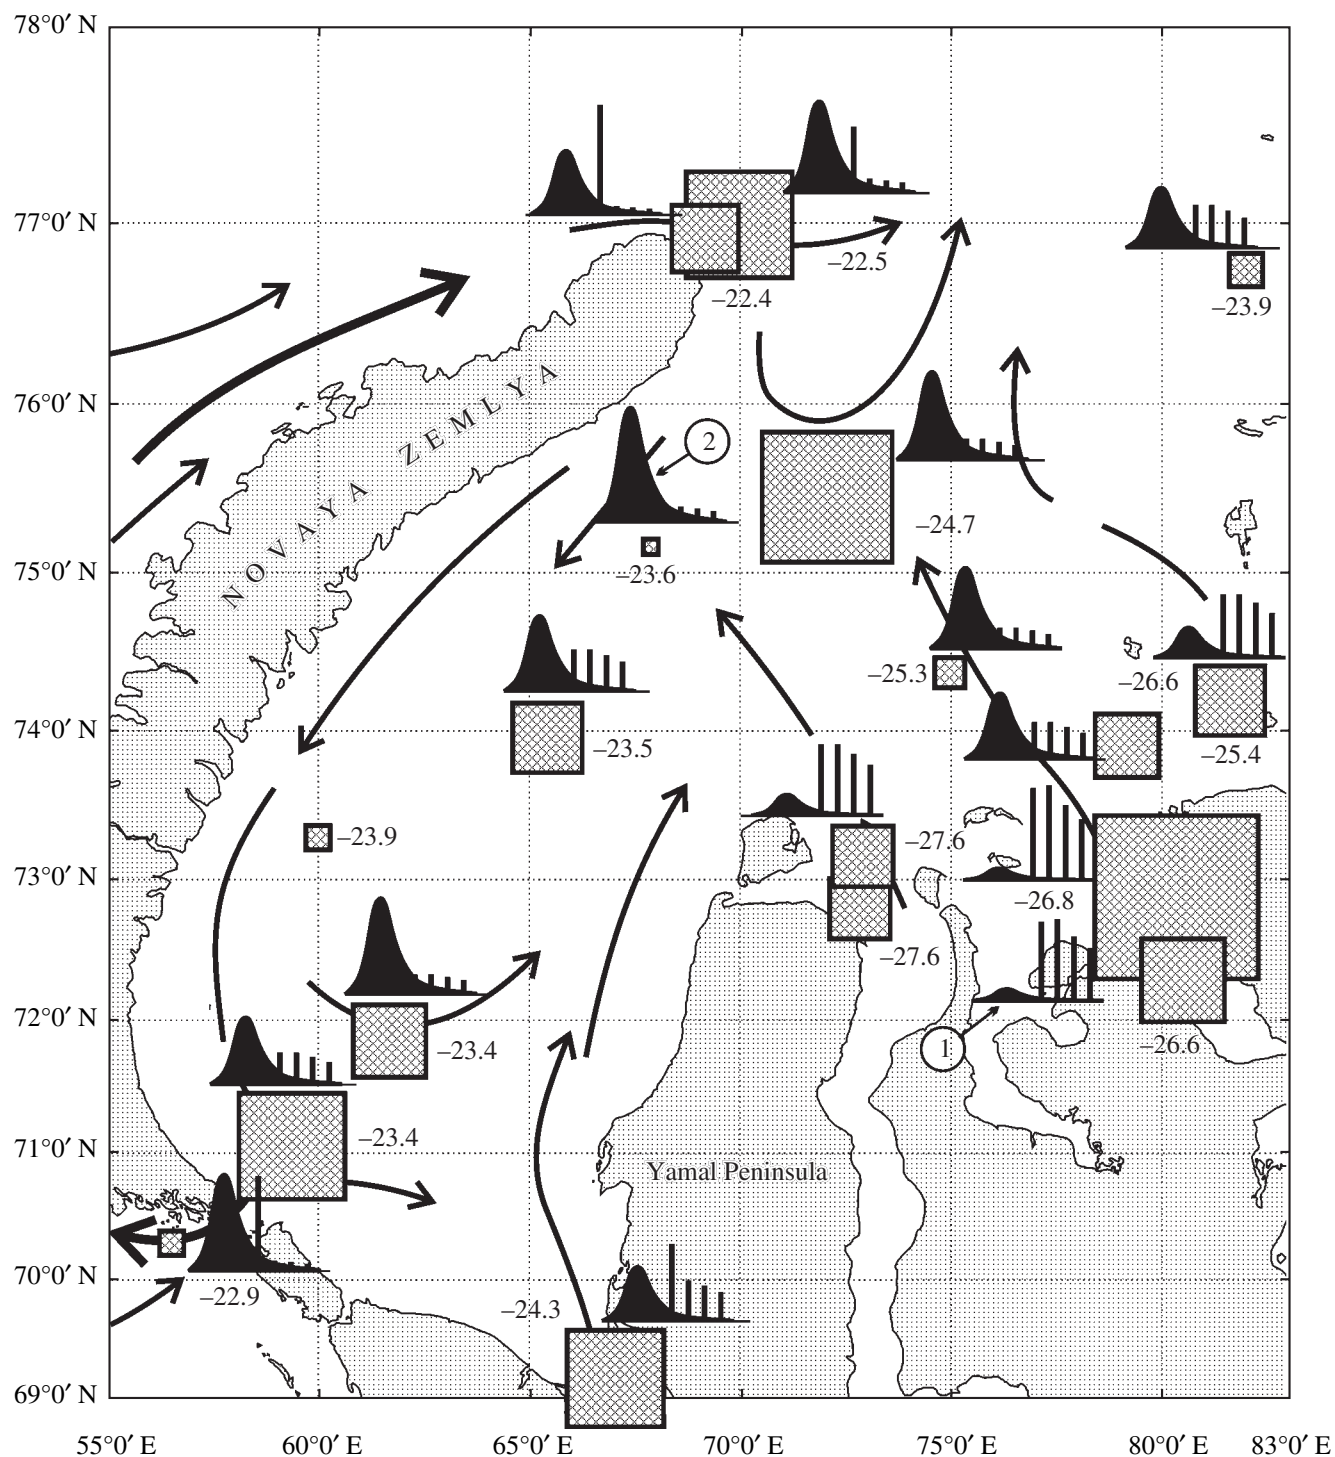 78°0′ N
77°0′ N
–22.5
–22.4
–23.9
76°0′ N
NOVAYA ZEMLYA
2
–24.7
75°0′ N
–23.6
–25.3
–26.6
74°0′ N
–23.5
–25.4
–23.9
–27.6
73°0′ N
–26.8
–27.6
72°0′ N
–23.4
1
–26.6
–23.4
71°0′ N
Yamal Peninsula
70°0′ N
–22.9
–24.3
69°0′ N
55°0′ E 60°0′ E 65°0′ E 70°0′ E 75°0′ E 80°0′ E 83°0′ E